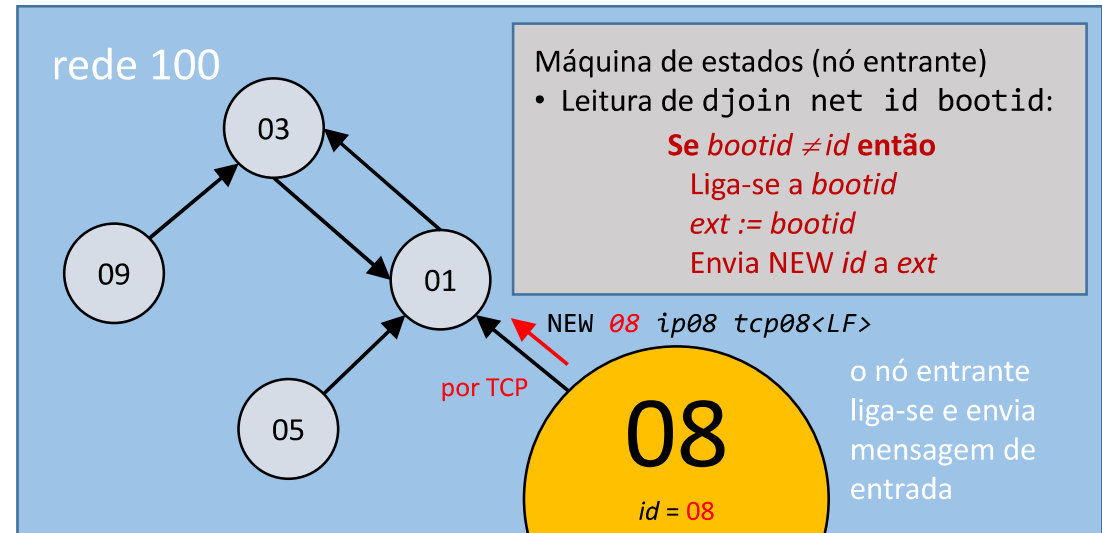 rede 100
Máquina de estados (nó entrante)
• Leitura de djoin net id bootid:
Se bootid ≠ id então
Liga-se a bootid
ext := bootid
Envia NEW id a ext
03
09
01
05
NEW 08 ip08 tcp08<LF>
por TCP
08
id = 08
o nó entrante
liga-se e envia
mensagem de
entrada